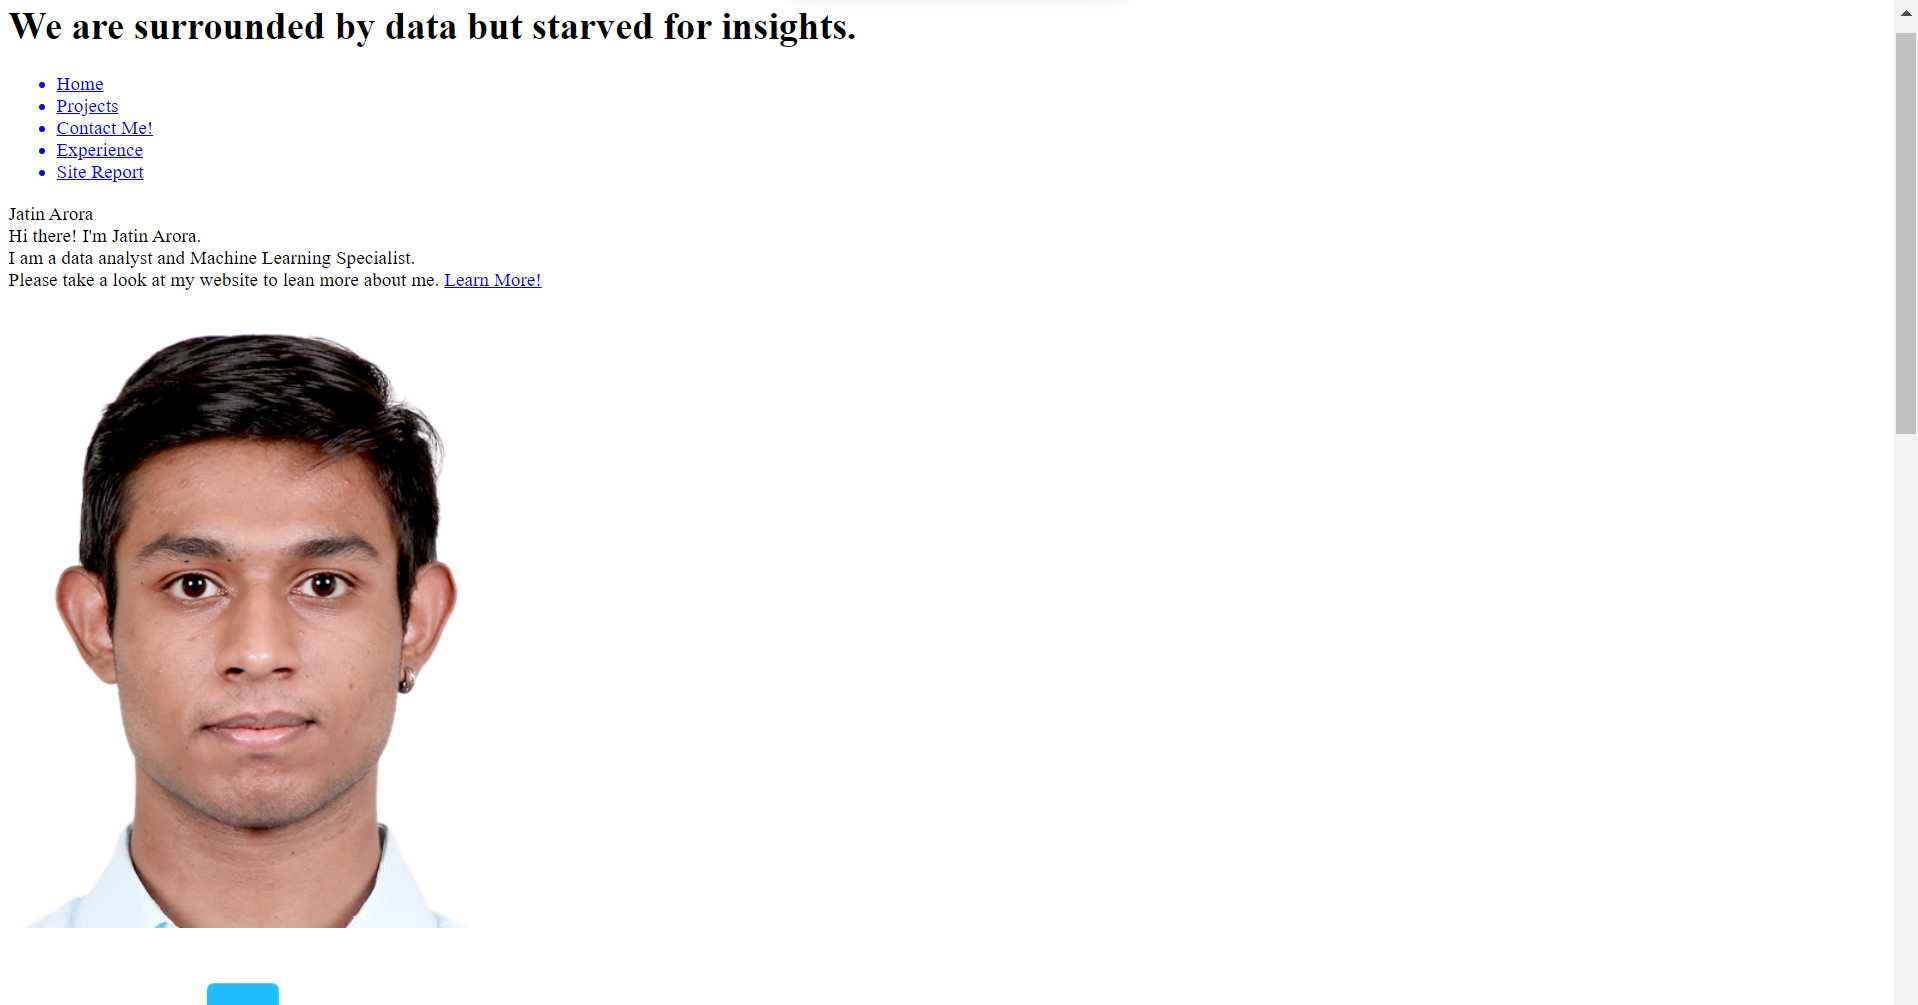 We are surrounded by data but starved for insights.
Home
Projects
Contact Me!
Experience
Site Report
Jatin Arora
Hi there! I'm Jatin Arora.
I am a data analyst and Machine Learning Specialist.
Please take a look at my website to lean more about me. Learn More!